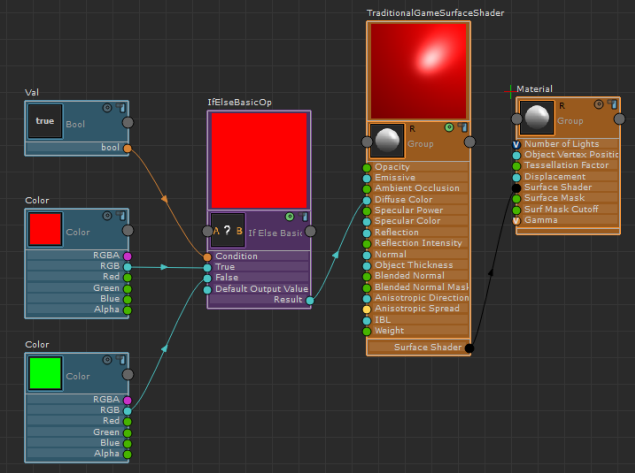 Val
true
Bool
bool
Color
Color
RGBA
RGB
Red
Green
Blue
Alpha
Color
Color
RGBA
RGB
Red
Green
Blue
Alpha
IfElseBasicOp
A ? B
If Else Basic
Condition
True
False
Default Output Value
Result
TraditionalGameSurfaceShader
R
Group
Opacity
Emissive
Ambient Occlusion
Diffuse Color
Specular Power
Specular Color
Reflection
Reflection Intensity
Normal
Object Thickness
Blended Normal
Blended Normal Mask
Anisotropic Direction
Anisotropic Spread
IBL
Weight
Surface Shader
Material
R
Group
V Number of Lights
Object Vertex Positic
Tessellation Factor
Displacement
Surface Shader
Surface Mask
Surf Mask Cutoff
Gamma